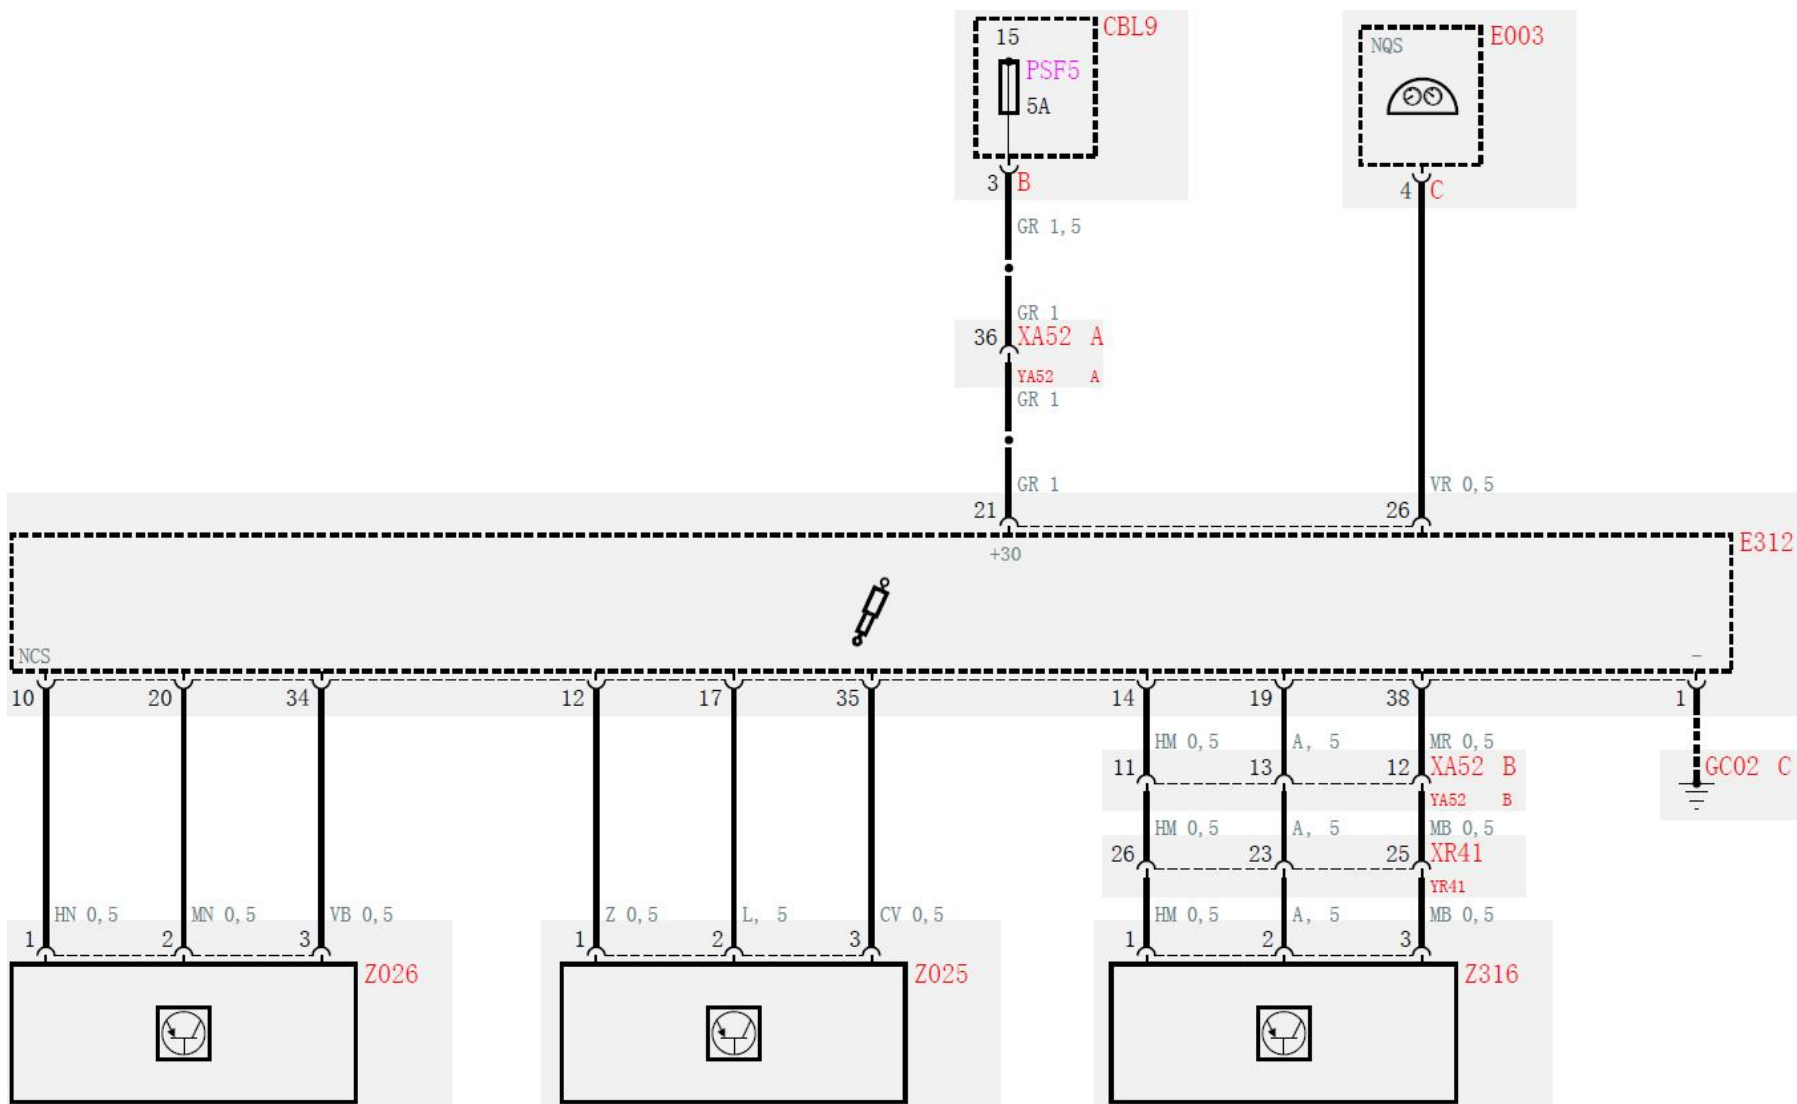 CBL9
E003
15
NQS
PSF5
5A
3 B
4 C
GR 1,5
GR 1
36 XA52 A
YA52 A
GR 1
GR 1
VR 0,5
21
26
E312
+30
NCS
–
10
20
34
12
17
35
14
19
38
1
HM 0,5
A, 5
MR 0,5
11
13
12
XA52 B
GC02 C
YA52 B
HM 0,5
A, 5
MB 0,5
26
23
25
XR41
YR41
HN 0,5
MN 0,5
VB 0,5
Z 0,5
L, 5
CV 0,5
HM 0,5
A, 5
MB 0,5
1
2
3
1
2
3
1
2
3
Z026
Z025
Z316